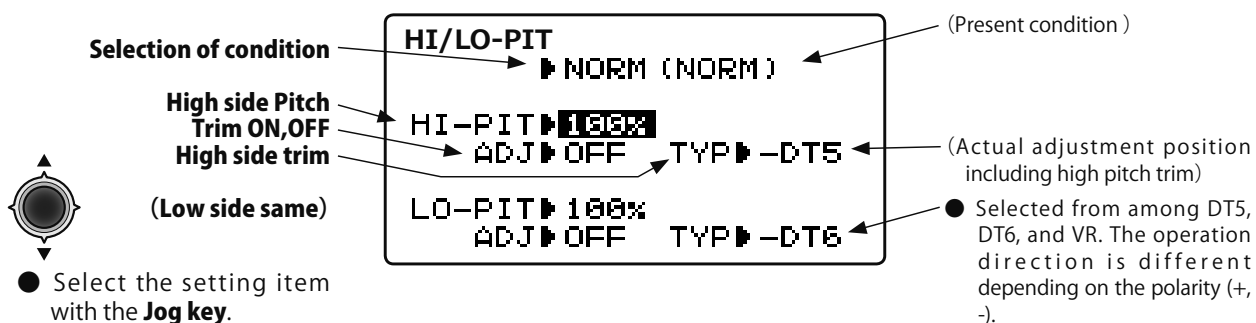 HI/LO-PIT
▶NORM (NORM)
HI-PIT▶100%
ADJ▶OFF TYP▶-DT5
LO-PIT▶100%
ADJ▶OFF TYP▶-DT6
Selection of condition
High side Pitch
Trim ON,OFF
High side trim
(Low side same)
● Select the setting item
with the Jog key.
(Present condition )
(Actual adjustment position
including high pitch trim)
● Selected from among DT5,
DT6, and VR. The operation
direction is different
depending on the polarity (+,
-).